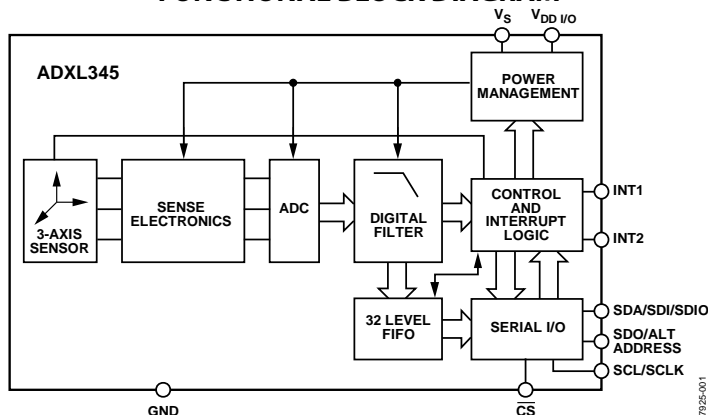 FUNCTIONAL BLOCK DIAGRAM
VS
VDD I/O
ADXL345
POWER
MANAGEMENT
3-AXIS
SENSOR
SENSE
ELECTRONICS
ADC
DIGITAL
FILTER
CONTROL
AND
INTERRUPT
LOGIC
INT1
INT2
32 LEVEL
FIFO
SERIAL I/O
SDA/SDI/SDIO
SDO/ALT
ADDRESS
SCL/SCLK
GND
CS
7925-001